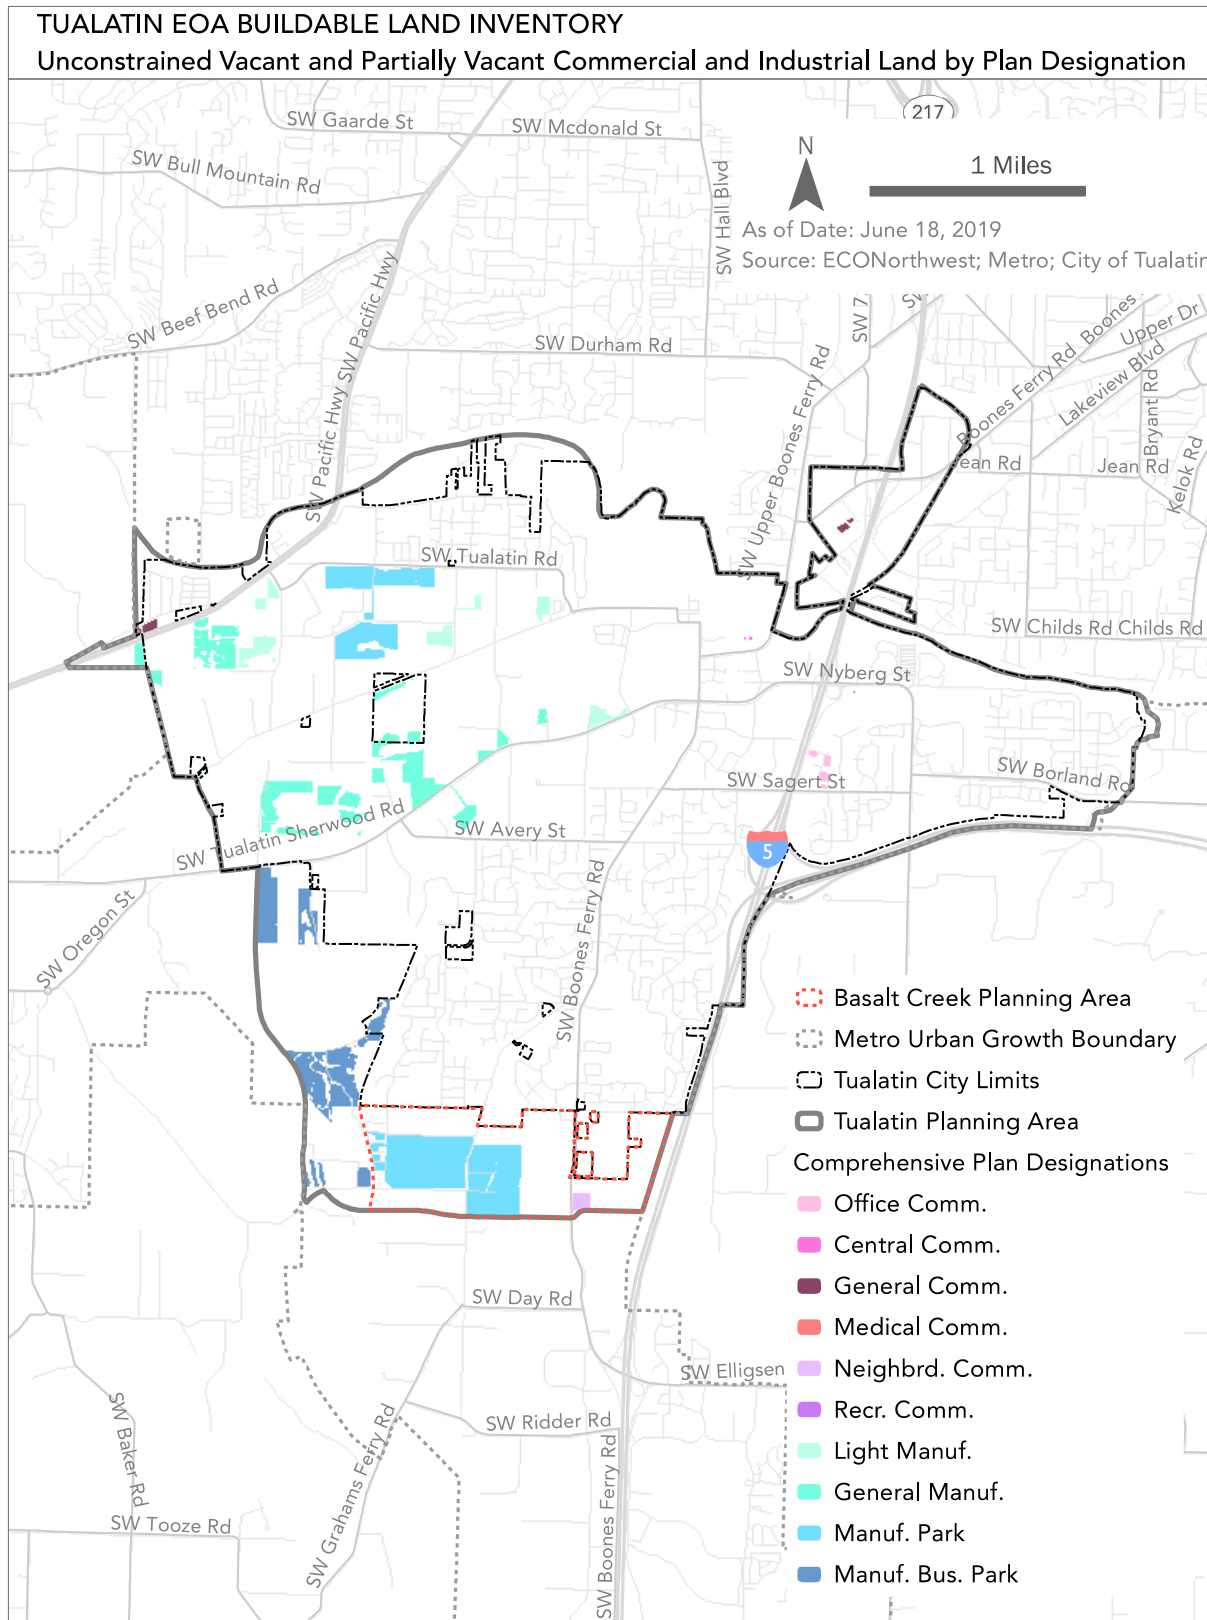 TUALATIN EOA BUILDABLE LAND INVENTORY
Unconstrained Vacant and Partially Vacant Commercial and Industrial Land by Plan Designation
217
SW Gaarde St
SW Mcdonald St
SW Bull Mountain Rd
SW Hall Blvd
N
1 Miles
As of Date: June 18, 2019
Source: ECONorthwest; Metro; City of Tualatin
SW Beef Bend Rd
SW Pacific Hwy
SW Pacific Hwy
SW Durham Rd
SW 7
SW
Boones
Upper Dr
Lakeview Blvd
Boones Ferry Rd
Bryant Rd
SW Upper Boones Ferry Rd
Jean Rd
Jean Rd
Kelok Rd
SW Pacific Hwy
SW Tualatin Rd
SW Childs Rd
Childs Rd
SW Nyberg St
SW Sagert St
SW Borland Rd
SW Tualatin Sherwood Rd
SW Avery St
5
SW Oregon St
SW Boones Ferry Rd
Basalt Creek Planning Area
Metro Urban Growth Boundary
Tualatin City Limits
Tualatin Planning Area
Comprehensive Plan Designations
Office Comm.
Central Comm.
General Comm.
Medical Comm.
Neighbrd. Comm.
Recr. Comm.
Light Manuf.
General Manuf.
Manuf. Park
Manuf. Bus. Park
SW Day Rd
SW Elligsen
SW Ridder Rd
SW Baker Rd
SW Grahams Ferry Rd
SW Boones Ferry Rd
SW Tooze Rd